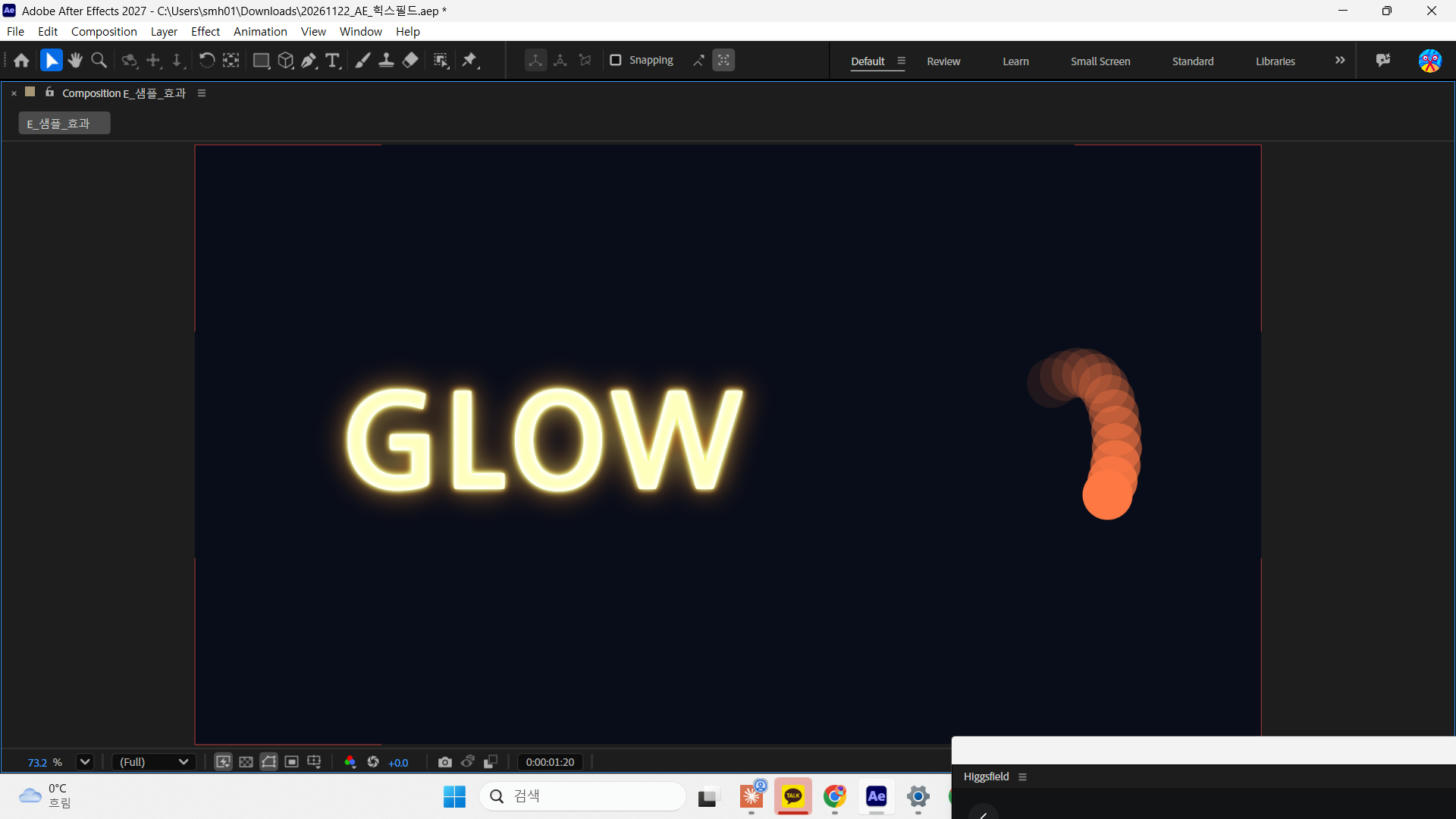 Adobe After Effects 2027 - C:\Users\smh01\Downloads\20261122_AE_힉스필드.aep *
File Edit Composition Layer Effect Animation View Window Help
Snapping Default Review Learn Small Screen Standard Libraries
Composition E_샘플_효과
E_샘플_효과
GLOW
73.2 % (Full) +0.0 0:00:01:20
Higgsfield
0°C
흐림
검색
TALK
Ae